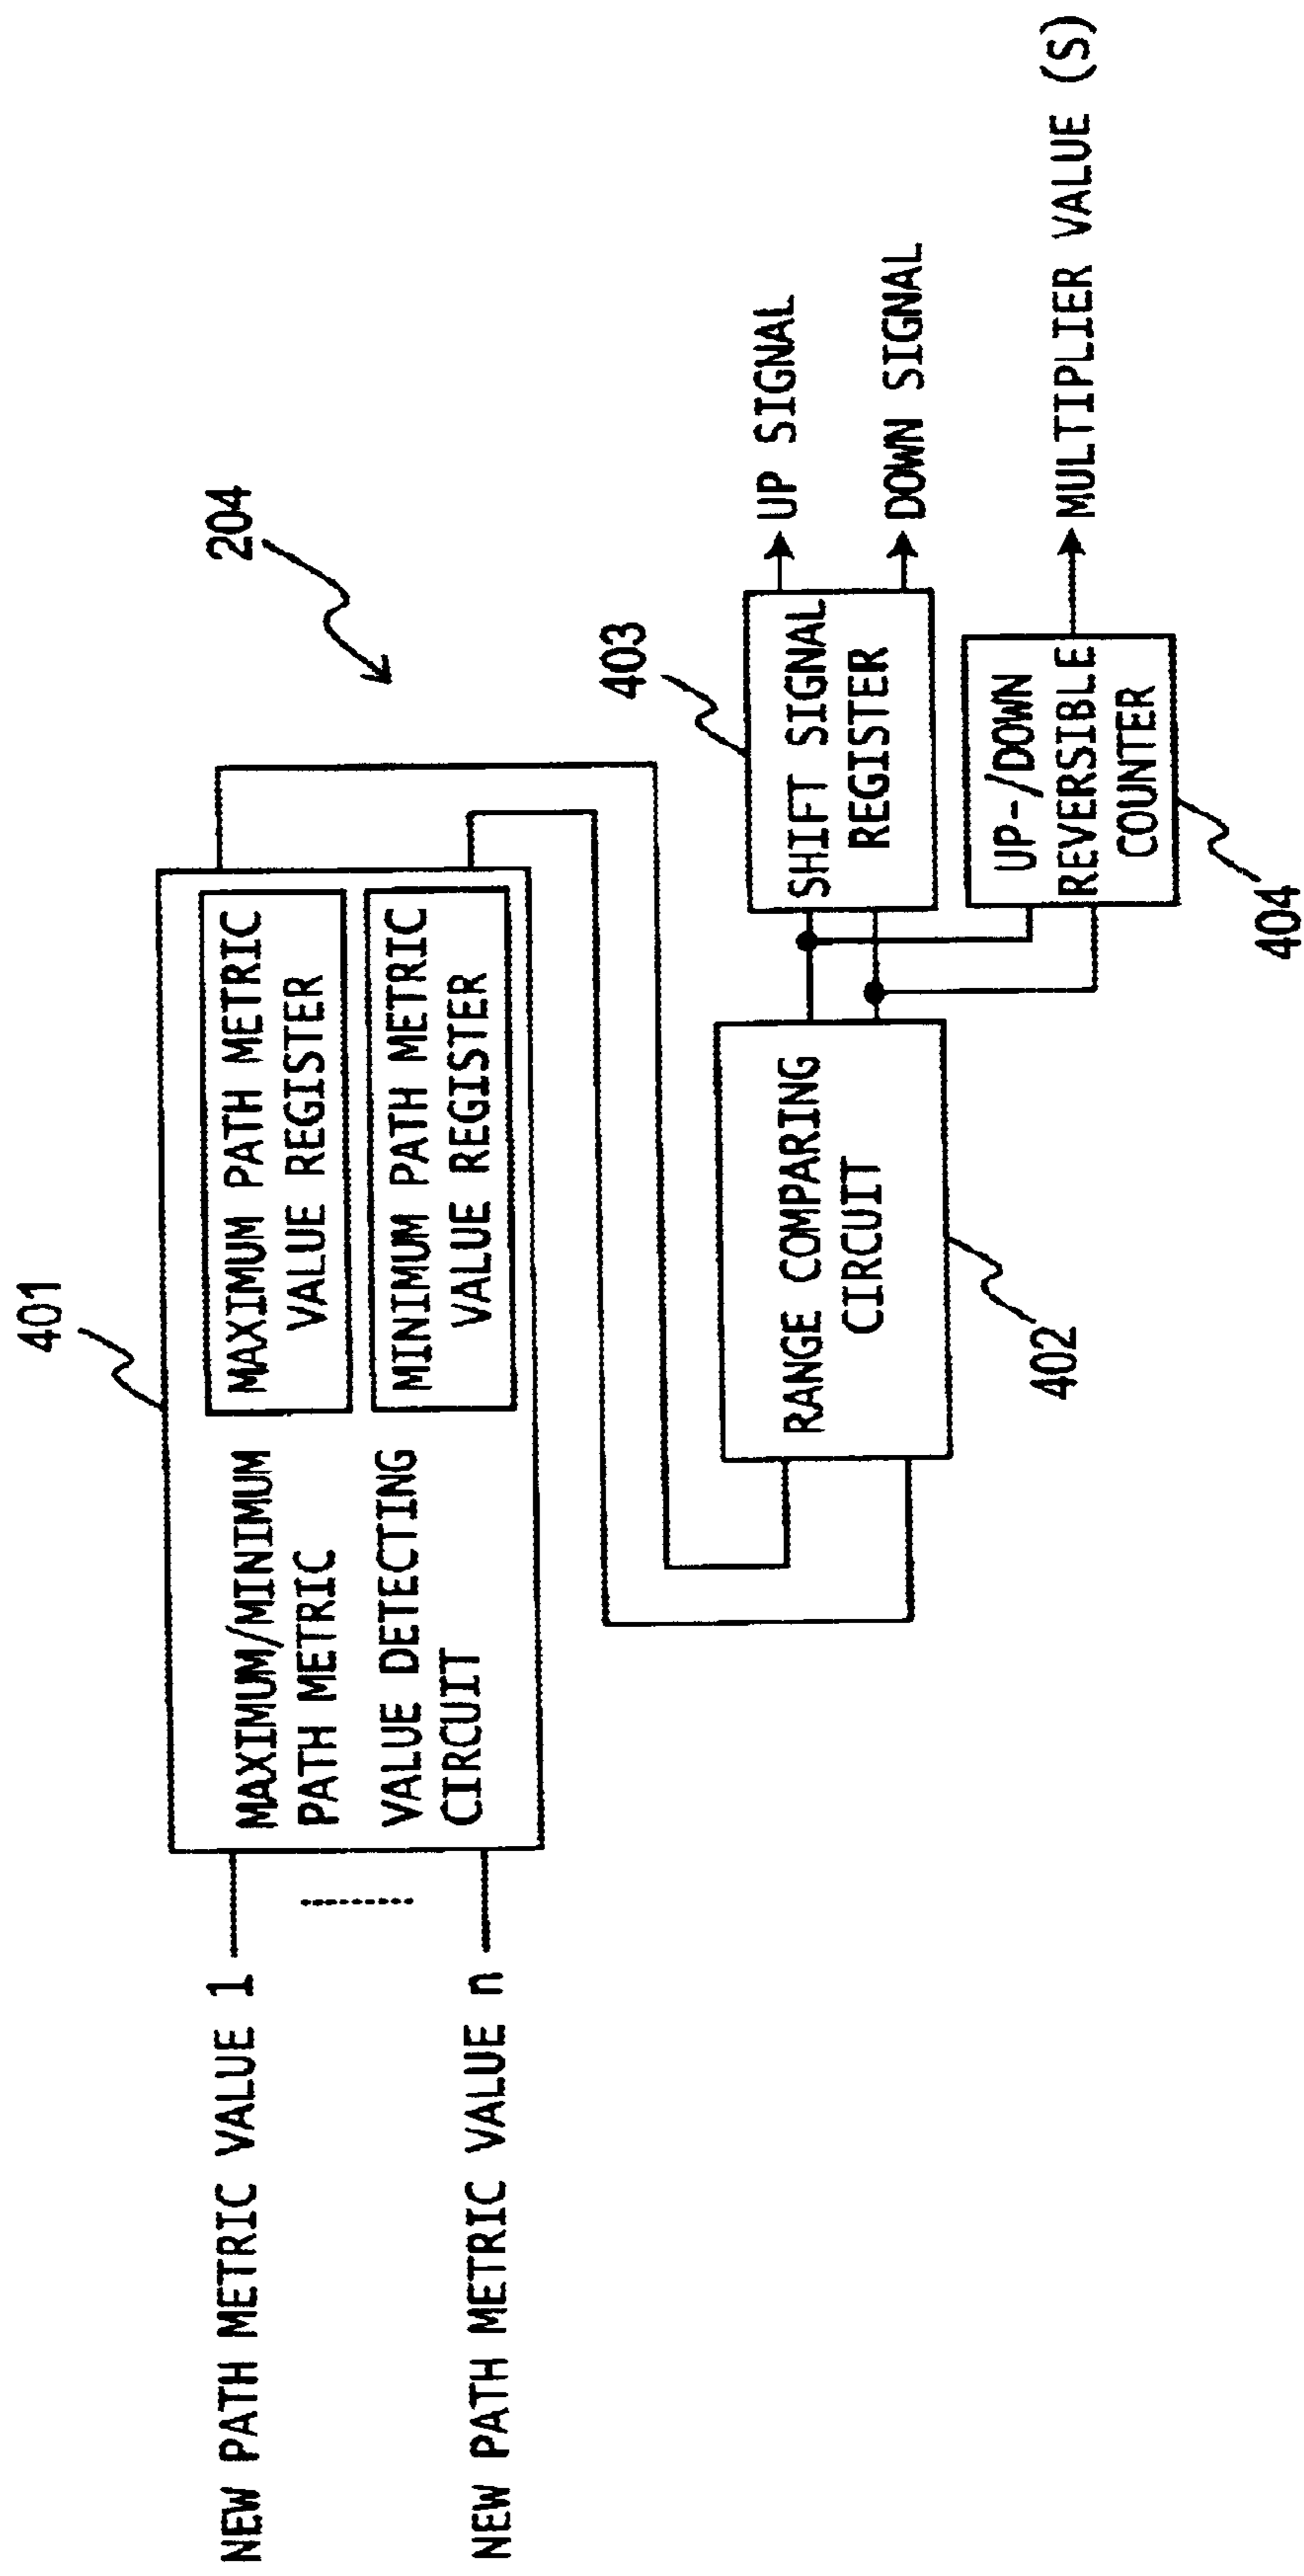 204
401
NEW PATH METRIC VALUE 1
NEW PATH METRIC VALUE n
MAXIMUM/MINIMUM
PATH METRIC
VALUE DETECTING
CIRCUIT
MAXIMUM PATH METRIC
VALUE REGISTER
MINIMUM PATH METRIC
VALUE REGISTER
RANGE COMPARING
CIRCUIT
402
403
SHIFT SIGNAL
REGISTER
UP SIGNAL
DOWN SIGNAL
UP-/DOWN
REVERSIBLE
COUNTER
404
MULTIPLIER VALUE (S)